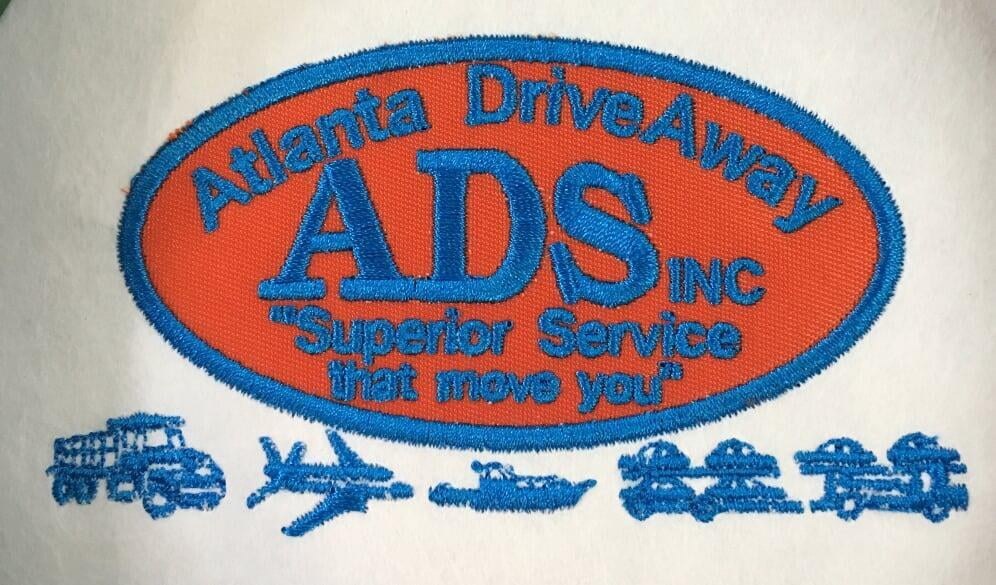 Atlanta DriveAway
ADS INC
"Superior Service
that move you"